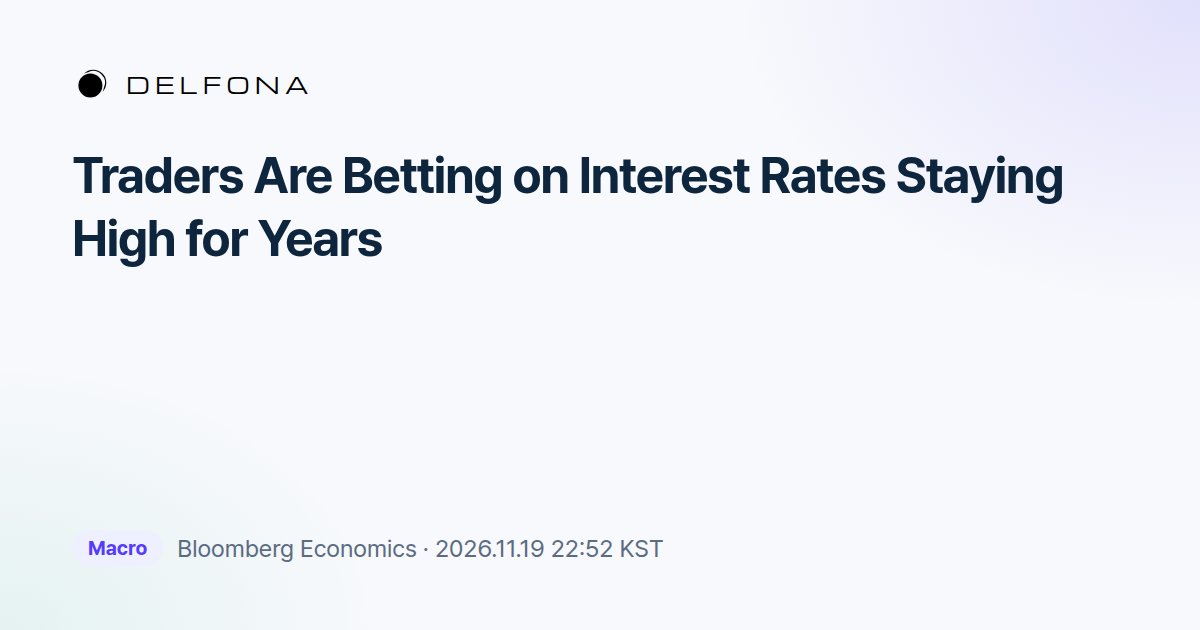 DELFONA
Traders Are Betting on Interest Rates Staying
High for Years
Macro Bloomberg Economics · 2026.11.19 22:52 KST